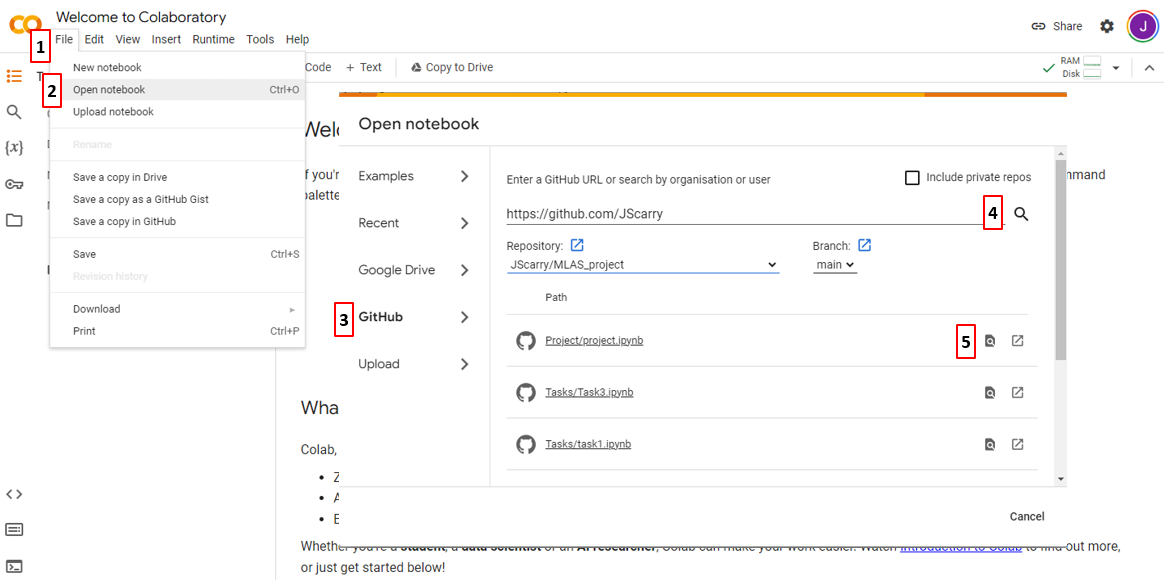 Welcome to Colaboratory
File Edit View Insert Runtime Tools Help
Share
J
1
New notebook
2
Open notebook Ctrl+O
Upload notebook
Rename
Save a copy in Drive
Save a copy as a GitHub Gist
Save a copy in GitHub
Save Ctrl+S
Revision history
Download
Print Ctrl+P
Code + Text Copy to Drive
RAM
Disk
{x}
Open notebook
Examples
Recent
Google Drive
3
GitHub
Upload
Enter a GitHub URL or search by organisation or user
Include private repos
https://github.com/JScarry
4
Repository: Branch:
JScarry/MLAS_project main
Path
Project/project.ipynb
5
Tasks/Task3.ipynb
Tasks/task1.ipynb
Cancel
Colab,
Whether you're a student, a data scientist or an AI researcher, Colab can make your work easier. Watch Introduction to Colab to find out more,
or just get started below!